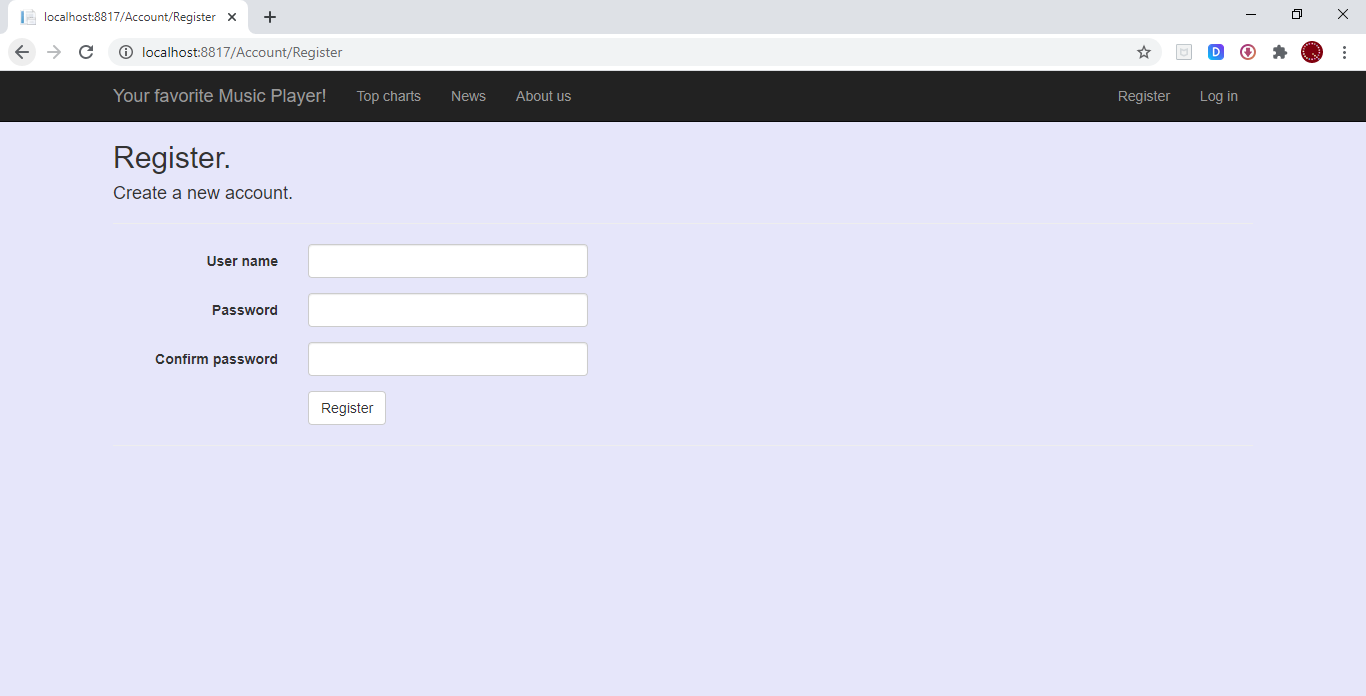 localhost:8817/Account/Register
localhost:8817/Account/Register
D
Your favorite Music Player! Top charts News About us Register Log in
Register.
Create a new account.
User name
Password
Confirm password
Register